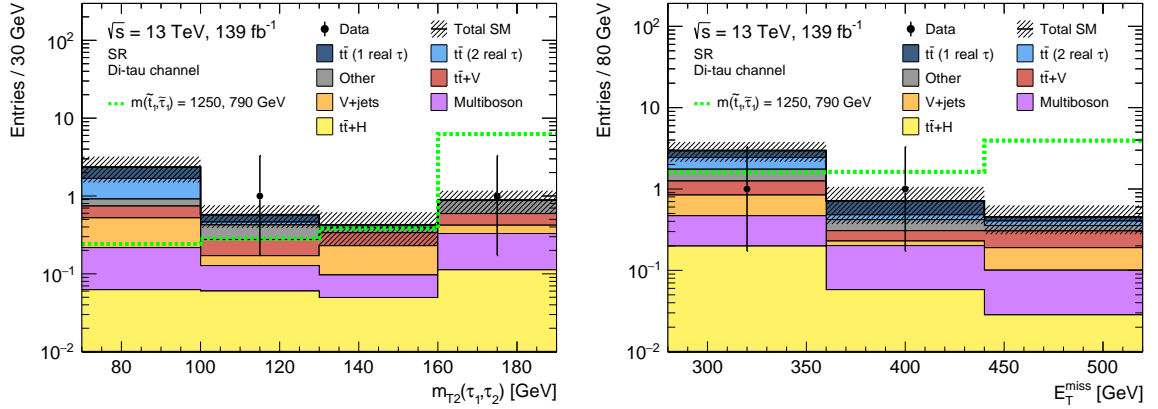 Entries / 30 GeV
10²
10
1
10⁻¹
10⁻²
√s = 13 TeV, 139 fb⁻¹
SR
Di-tau channel
m(t̃₁,τ̃₁) = 1250, 790 GeV
Data
Total SM
tt̄ (1 real τ)
tt̄ (2 real τ)
Other
tt̄+V
V+jets
Multiboson
tt̄+H
80 100 120 140 160 180
m_T2(τ₁,τ₂) [GeV]
Entries / 80 GeV
10²
10
1
10⁻¹
10⁻²
√s = 13 TeV, 139 fb⁻¹
SR
Di-tau channel
m(t̃₁,τ̃₁) = 1250, 790 GeV
Data
Total SM
tt̄ (1 real τ)
tt̄ (2 real τ)
Other
tt̄+V
V+jets
Multiboson
tt̄+H
300 350 400 450 500
E_T^miss [GeV]